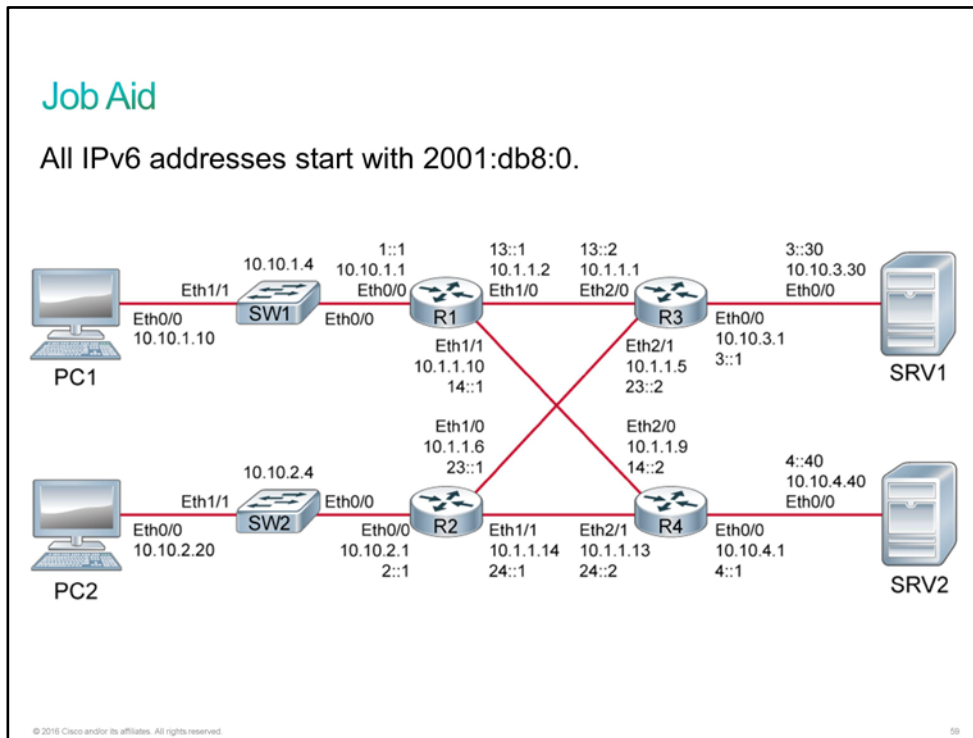 Job Aid
All IPv6 addresses start with 2001:db8:0.
10.10.1.4
Eth1/1
SW1
Eth0/0
Eth0/0
10.10.1.10
PC1
1::1
10.10.1.1
Eth0/0
R1
13::1
10.1.1.2
Eth1/0
13::2
10.1.1.1
Eth2/0
R3
3::30
10.10.3.30
Eth0/0
Eth0/0
10.10.3.1
3::1
SRV1
Eth1/1
10.1.1.10
14::1
Eth2/1
10.1.1.5
23::2
Eth1/0
10.1.1.6
23::1
Eth2/0
10.1.1.9
14::2
10.10.2.4
Eth1/1
SW2
Eth0/0
Eth0/0
10.10.2.20
PC2
Eth0/0
10.10.2.1
2::1
R2
Eth1/1
10.1.1.14
24::1
Eth2/1
10.1.1.13
24::2
R4
4::40
10.10.4.40
Eth0/0
Eth0/0
10.10.4.1
4::1
SRV2
© 2016 Cisco and/or its affiliates. All rights reserved.
59